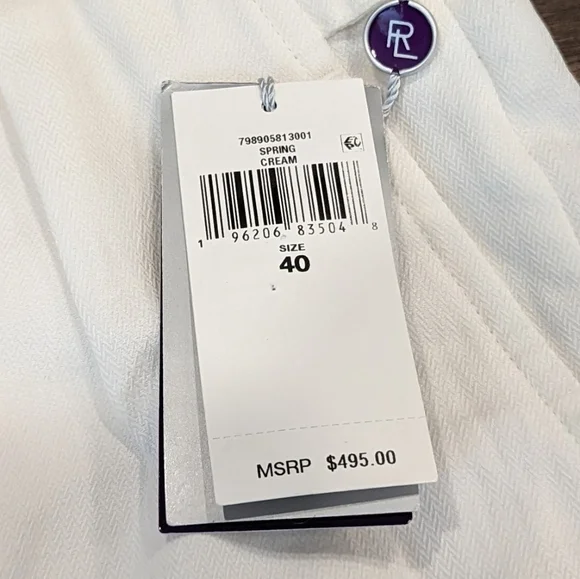 RL
798905813001
SPRING
CREAM
1 96206 83504 8
SIZE
40
MSRP $495.00